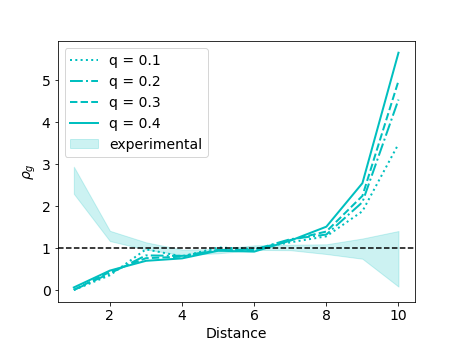 q = 0.1
q = 0.2
q = 0.3
q = 0.4
experimental
5
4
3
2
1
0
ρg
2 4 6 8 10
Distance